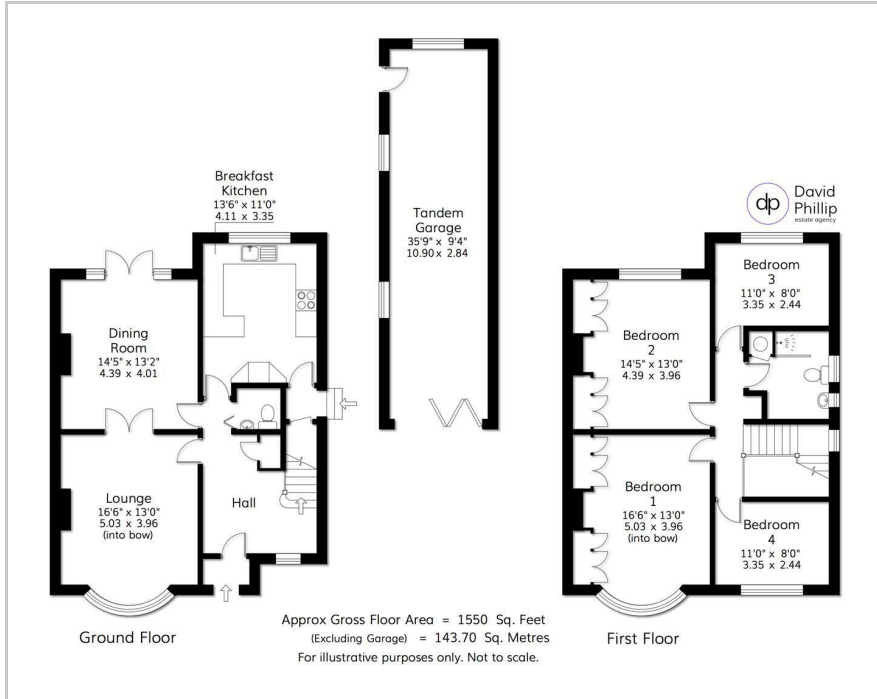 Breakfast
Kitchen
13'6" x 11'0"
4.11 x 3.35
Dining
Room
14'5" x 13'2"
4.39 x 4.01
Lounge
16'6" x 13'0"
5.03 x 3.96
(into bow)
Hall
Ground Floor
Tandem
Garage
35'9" x 9'4"
10.90 x 2.84
dp
David
Phillip
estate agency
Bedroom
3
11'0" x 8'0"
3.35 x 2.44
Bedroom
2
14'5" x 13'0"
4.39 x 3.96
Bedroom
1
16'6" x 13'0"
5.03 x 3.96
(into bow)
Bedroom
4
11'0" x 8'0"
3.35 x 2.44
First Floor
Approx Gross Floor Area = 1550 Sq. Feet
(Excluding Garage) = 143.70 Sq. Metres
For illustrative purposes only. Not to scale.